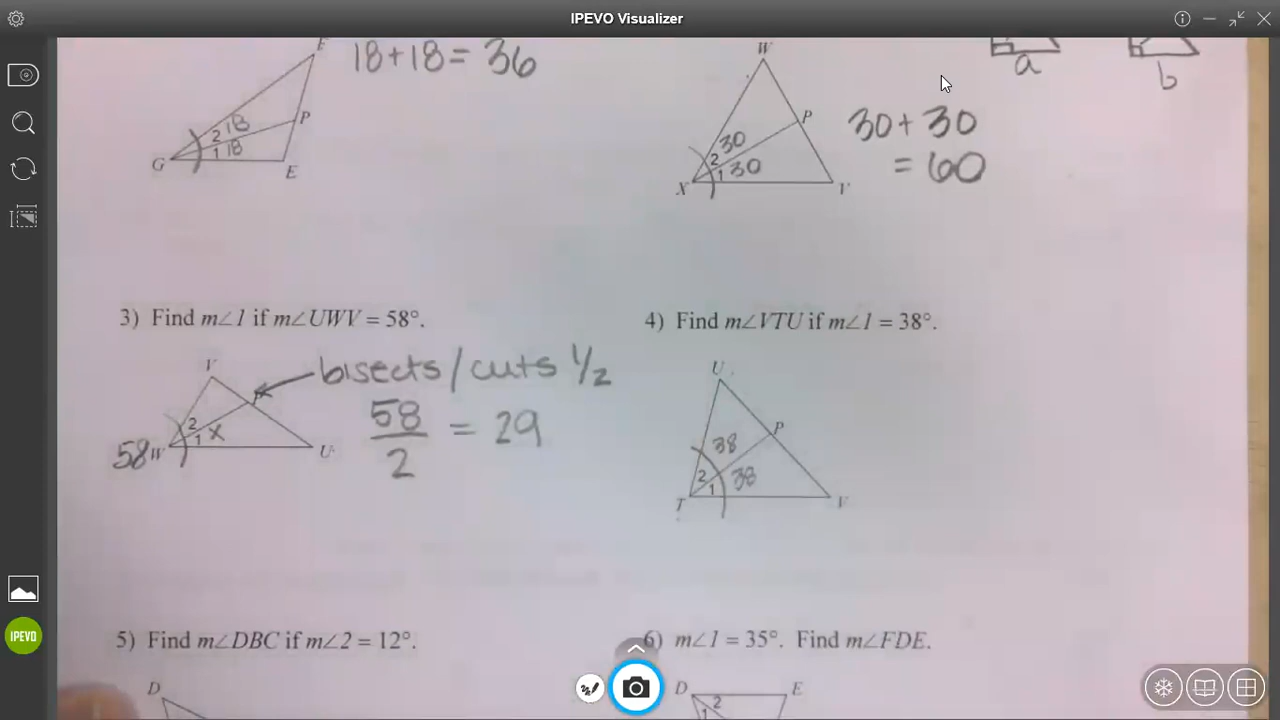 IPEVO Visualizer
F
18+18= 36
2 18
1 18
P
G
E
W
P
30
2
1 30
X
V
30+30
= 60
a
b
3) Find m∠1 if m∠UWV = 58°.
4) Find m∠VTU if m∠1 = 38°.
V
bisects/cuts 1/2
2
1 X
58 W
U
58/2 = 29
U
P
38
2
1 38
T
V
5) Find m∠DBC if m∠2 = 12°.
6) m∠1 = 35°. Find m∠FDE.
D
D
E
2
1
IPEVO